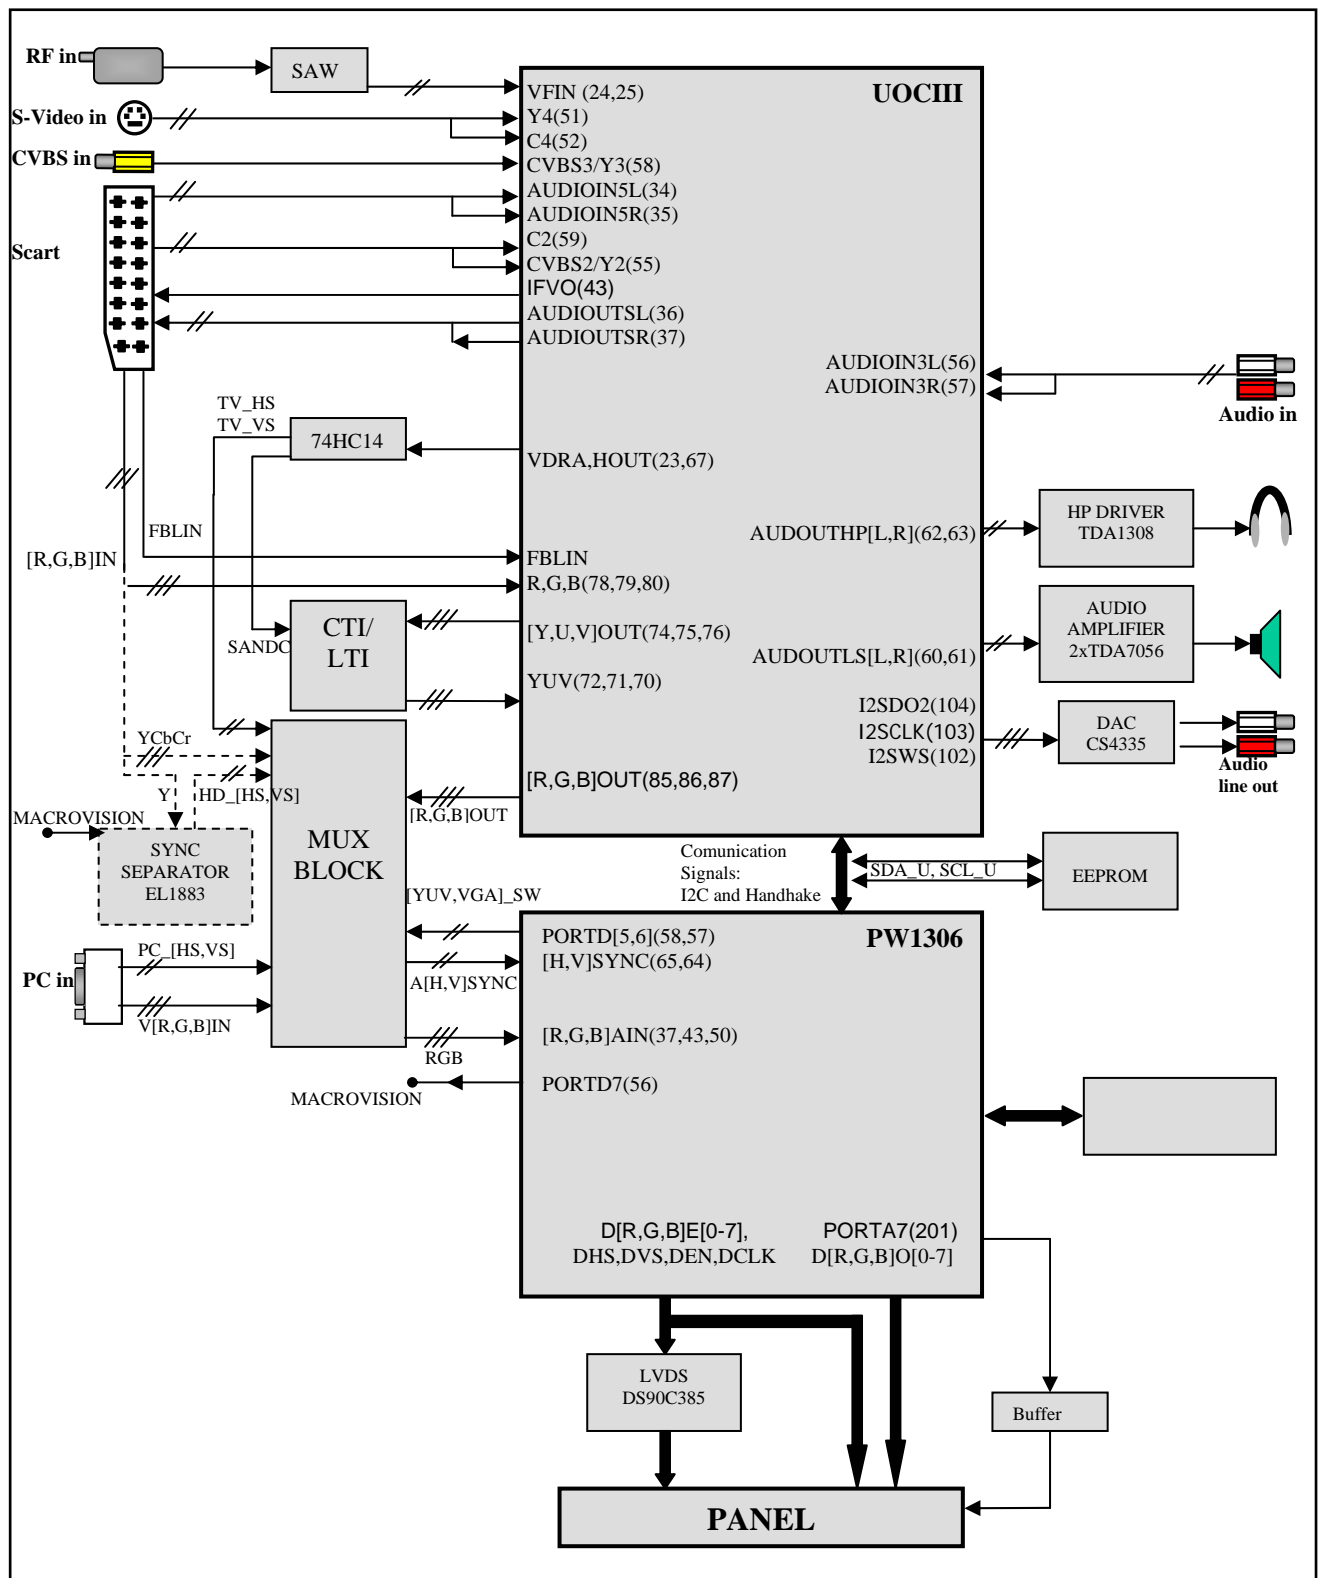 RF in
SAW
S-Video in
CVBS in
Scart
UOCIII
VFIN (24,25)
Y4(51)
C4(52)
CVBS3/Y3(58)
AUDIOIN5L(34)
AUDIOIN5R(35)
C2(59)
CVBS2/Y2(55)
IFVO(43)
AUDIOUTSL(36)
AUDIOUTSR(37)
AUDIOIN3L(56)
AUDIOIN3R(57)
Audio in
TV_HS
TV_VS
74HC14
VDRA,HOUT(23,67)
FBLIN
[R,G,B]IN
FBLIN
R,G,B(78,79,80)
AUDOUTHP[L,R](62,63)
HP DRIVER
TDA1308
SANDC
CTI/
LTI
[Y,U,V]OUT(74,75,76)
YUV(72,71,70)
AUDOUTLS[L,R](60,61)
AUDIO
AMPLIFIER
2xTDA7056
I2SDO2(104)
I2SCLK(103)
I2SWS(102)
DAC
CS4335
Audio
line out
YCbCr
Y
HD_[HS,VS]
[R,G,B]OUT(85,86,87)
[R,G,B]OUT
MACROVISION
SYNC
SEPARATOR
EL1883
MUX
BLOCK
Comunication
Signals:
I2C and Handhake
SDA_U, SCL_U
EEPROM
[YUV,VGA]_SW
PW1306
PORTD[5,6](58,57)
[H,V]SYNC(65,64)
A[H,V]SYNC
PC in
PC_[HS,VS]
V[R,G,B]IN
[R,G,B]AIN(37,43,50)
RGB
PORTD7(56)
MACROVISION
D[R,G,B]E[0-7],
DHS,DVS,DEN,DCLK
PORTA7(201)
D[R,G,B]O[0-7]
LVDS
DS90C385
Buffer
PANEL